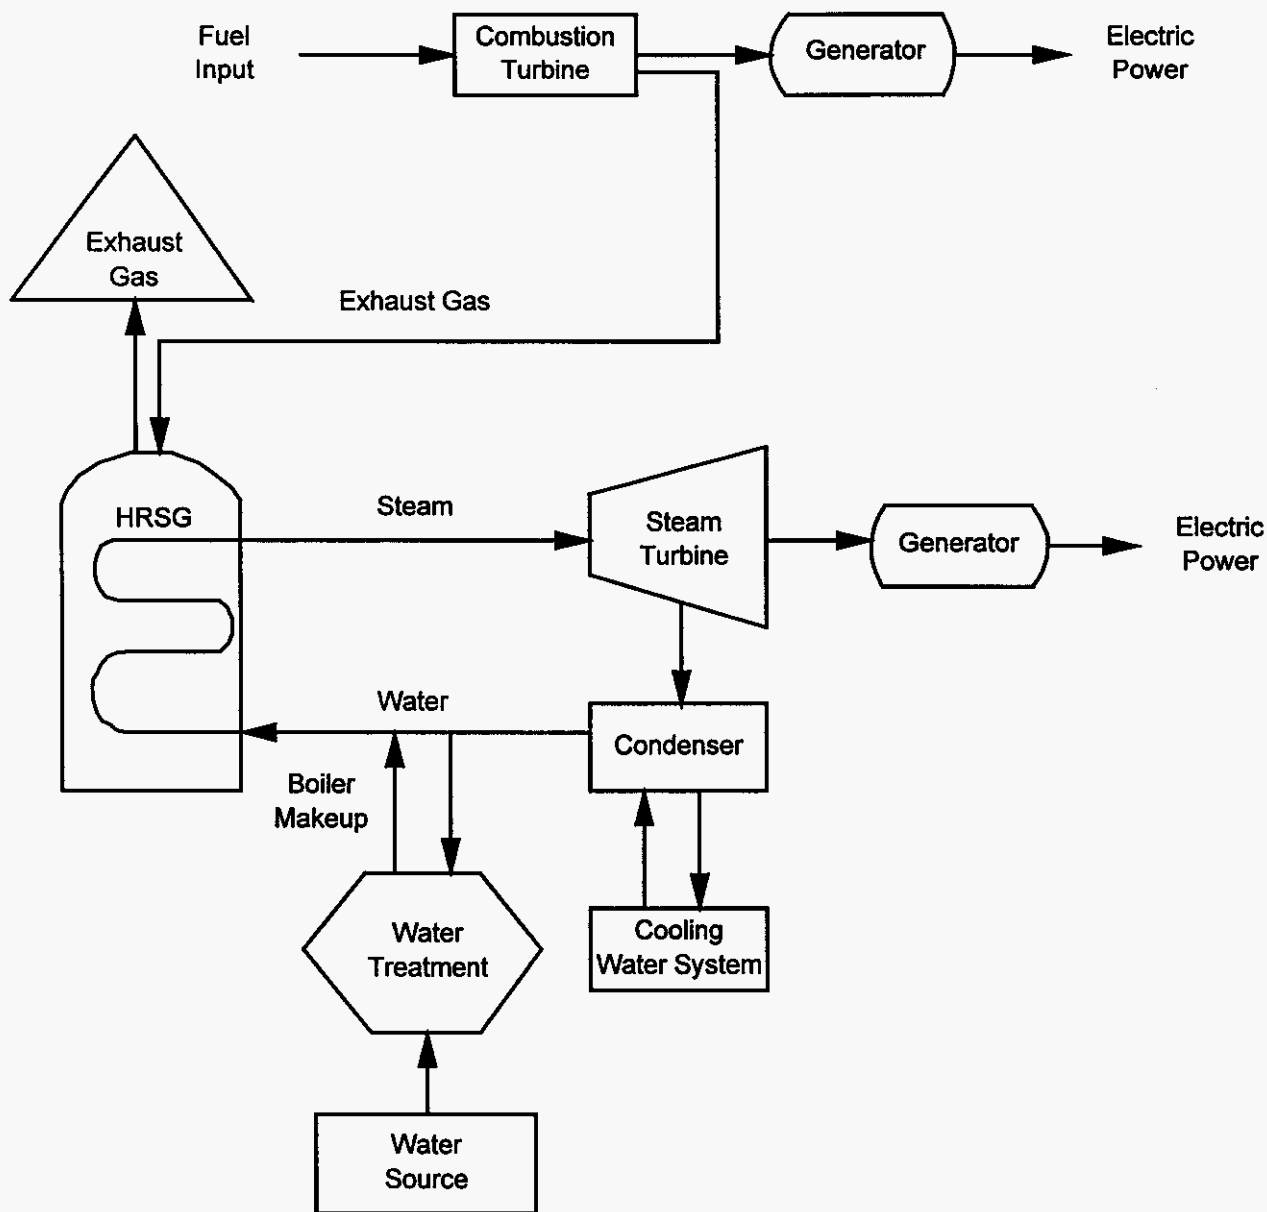 Fuel
Input
Combustion
Turbine
Generator
Electric
Power
Exhaust
Gas
Exhaust Gas
HRSG
Steam
Steam
Turbine
Generator
Electric
Power
Water
Condenser
Boiler
Makeup
Water
Treatment
Cooling
Water System
Water
Source